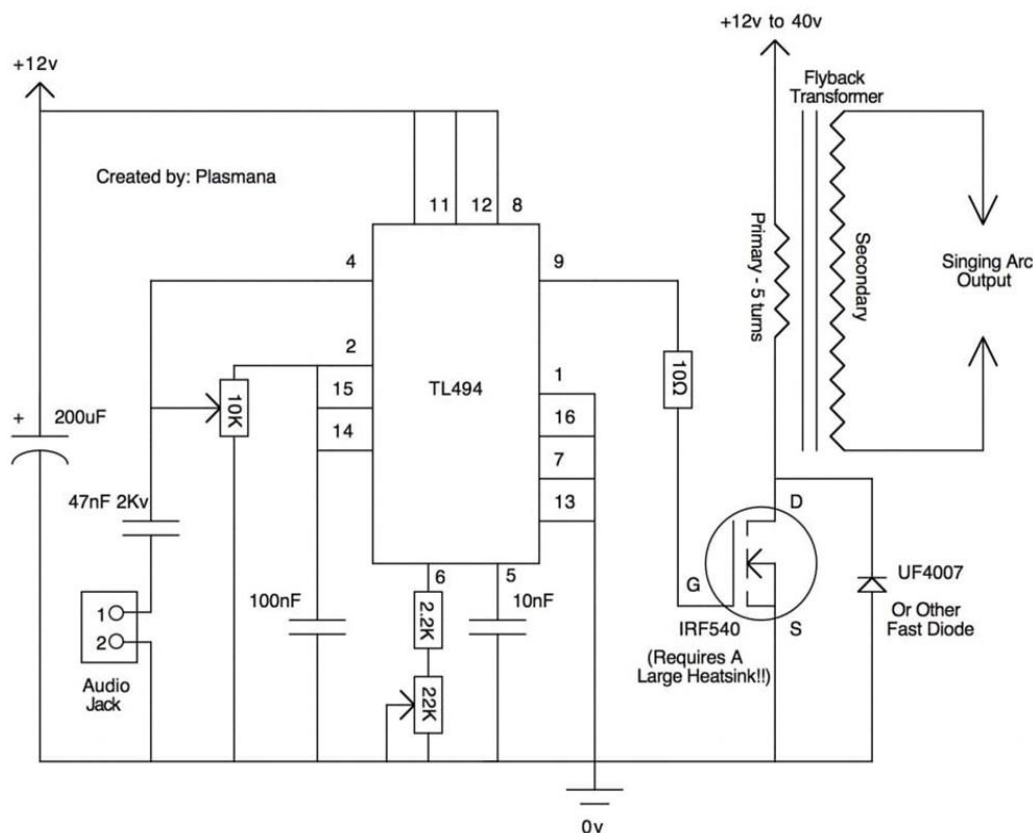 +12v to 40v
+12v
Flyback
Transformer
Created by: Plasmana
11
12
8
4
9
Primary - 5 turns
Secondary
Singing Arc
Output
2
1
15
TL494
10Ω
10K
14
16
+
200uF
7
47nF 2Kv
13
D
6
5
UF4007
100nF
2.2K
10nF
G
1
2
IRF540
S
Or Other
Fast Diode
(Requires A
Large Heatsink!!)
Audio
Jack
22K
0v